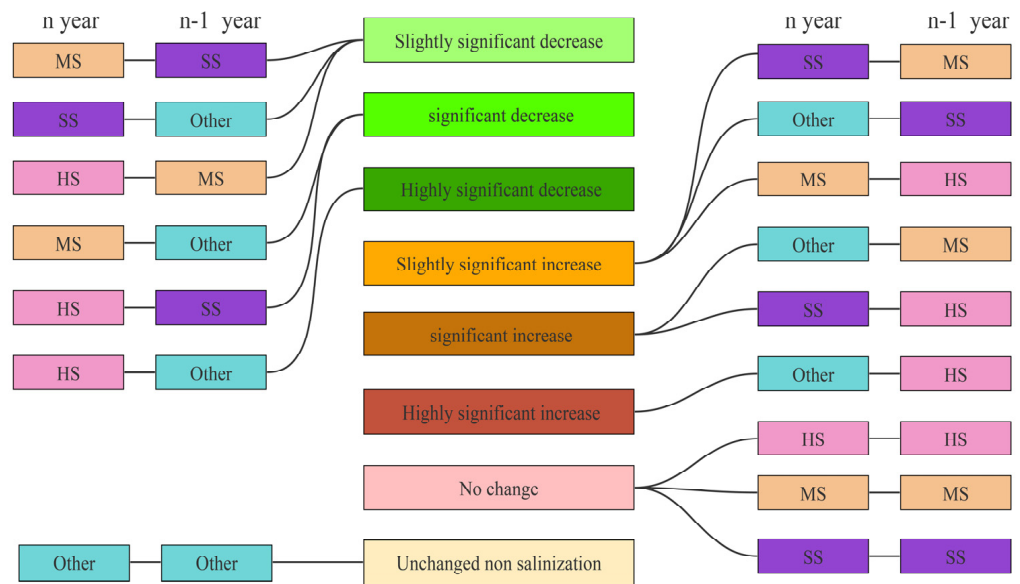 n year n-1 year
MS SS
SS Other
HS MS
MS Other
HS SS
HS Other
Other Other
Slightly significant decrease
significant decrease
Highly significant decrease
Slightly significant increase
significant increase
Highly significant increase
No change
Unchanged non salinization
n year n-1 year
SS MS
Other SS
MS HS
Other MS
SS HS
Other HS
HS HS
MS MS
SS SS